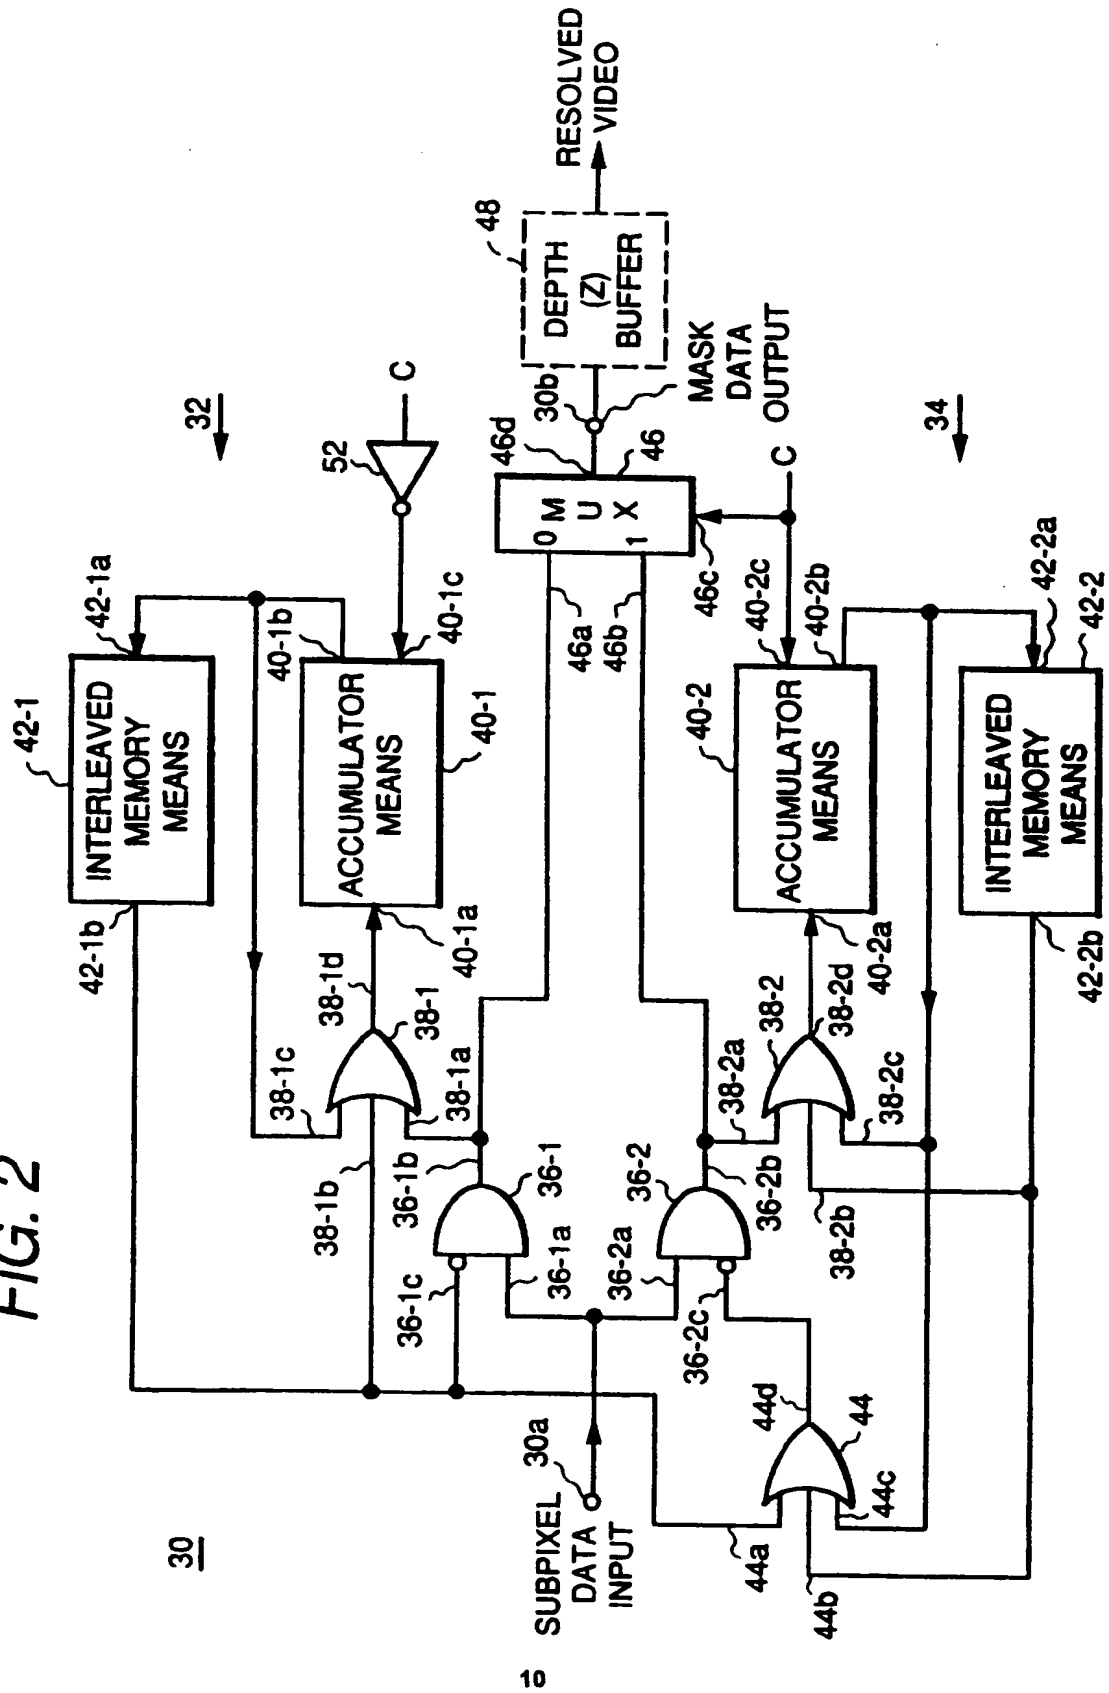 FIG. 2
30
32
34
42-1
INTERLEAVED
MEMORY
MEANS
42-1a
42-1b
ACCUMULATOR
MEANS
40-1
40-1a
40-1b
40-1c
52
C
38-1
38-1a
38-1b
38-1c
38-1d
36-1
36-1a
36-1b
36-1c
SUBPIXEL
DATA
INPUT
30a
36-2
36-2a
36-2b
36-2c
46a
46b
0
1
M
U
X
46
46c
46d
30b
MASK
DATA
OUTPUT
48
DEPTH
(Z)
BUFFER
RESOLVED
VIDEO
C
38-2
38-2a
38-2b
38-2c
38-2d
40-2
ACCUMULATOR
MEANS
40-2a
40-2b
40-2c
INTERLEAVED
MEMORY
MEANS
42-2
42-2a
42-2b
44
44a
44b
44c
44d
10